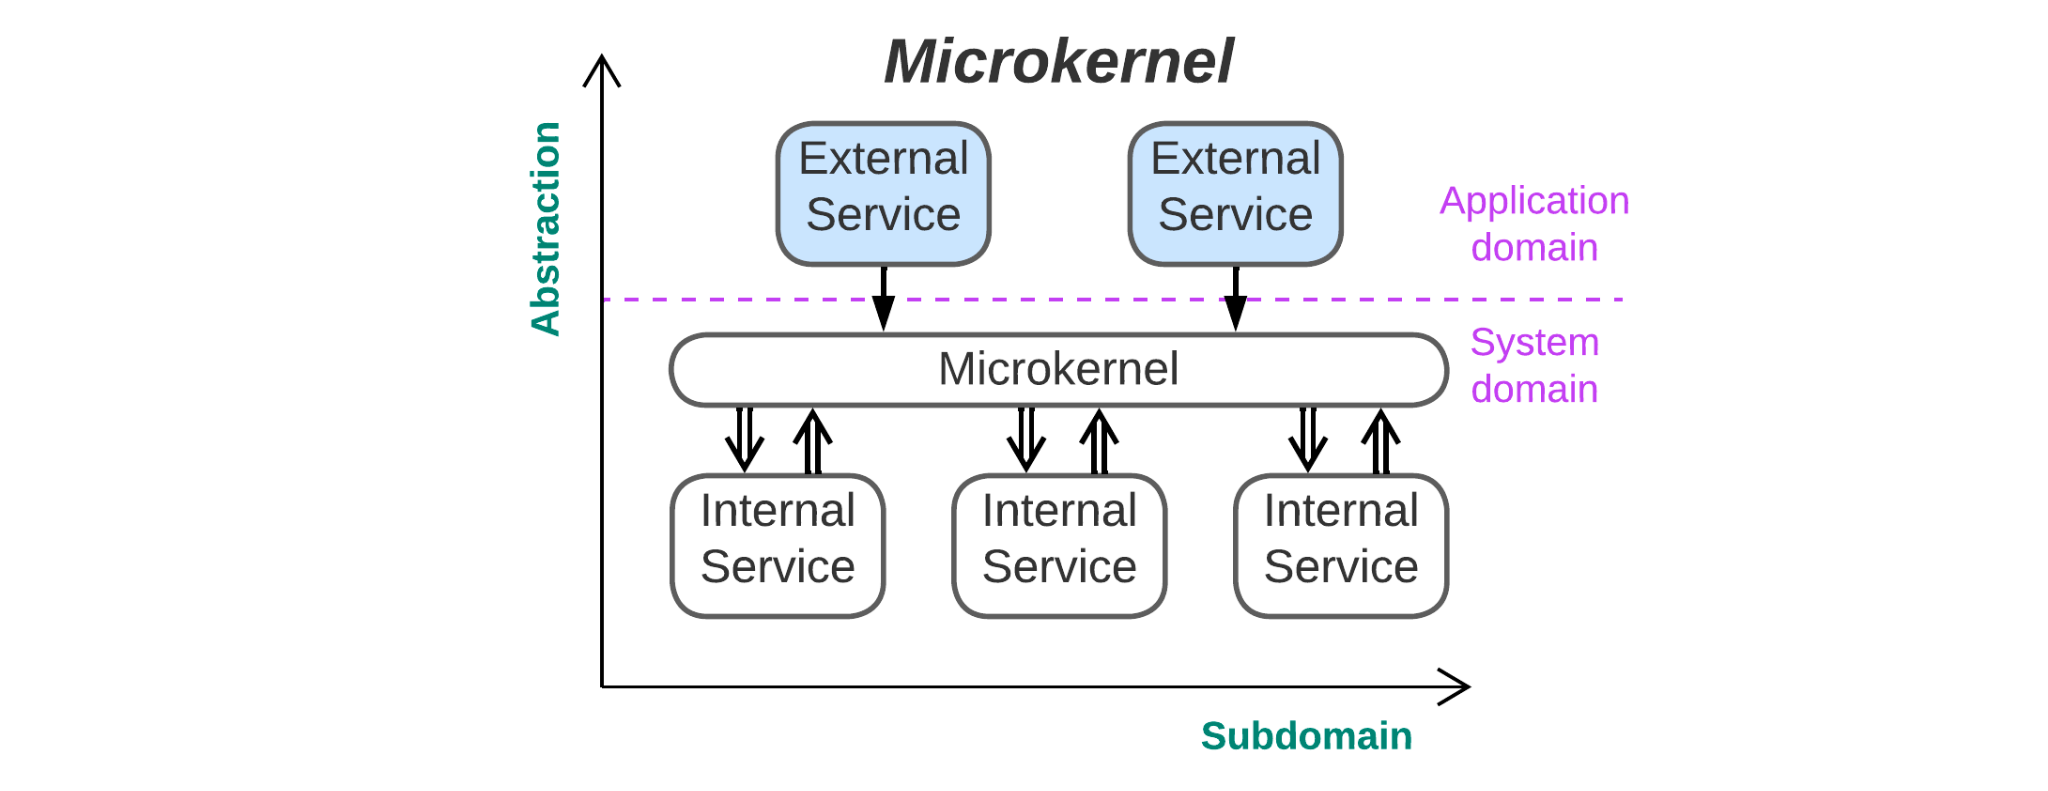 Microkernel
Abstraction
External
Service
External
Service
Application
domain
Microkernel
System
domain
Internal
Service
Internal
Service
Internal
Service
Subdomain